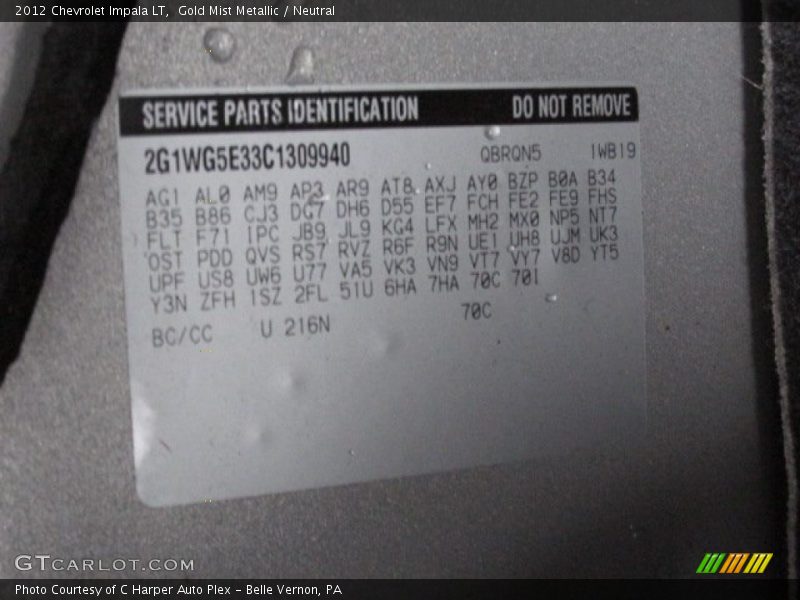 2012 Chevrolet Impala LT,  Gold Mist Metallic / Neutral
SERVICE PARTS IDENTIFICATION DO NOT REMOVE
2G1WG5E33C1309940 QBRQN5 1WB19
AG1 AL0 AM9 AP3 AR9 AT8 AXJ AY0 BZP B0A B34
B35 B86 CJ3 DG7 DH6 D55 EF7 FCH FE2 FE9 FHS
FLT F71 IPC JB9 JL9 KG4 LFX MH2 MX0 NP5 NT7
OST PDD QVS RS7 RVZ R6F R9N UE1 UH8 UJM UK3
UPF US8 UW6 U77 VA5 VK3 VN9 VT7 VY7 V8D YT5
Y3N ZFH 1SZ 2FL 51U 6HA 7HA 70C 70I
BC/CC U 216N 70C
GTCARLOT.COM
Photo Courtesy of C Harper Auto Plex - Belle Vernon, PA